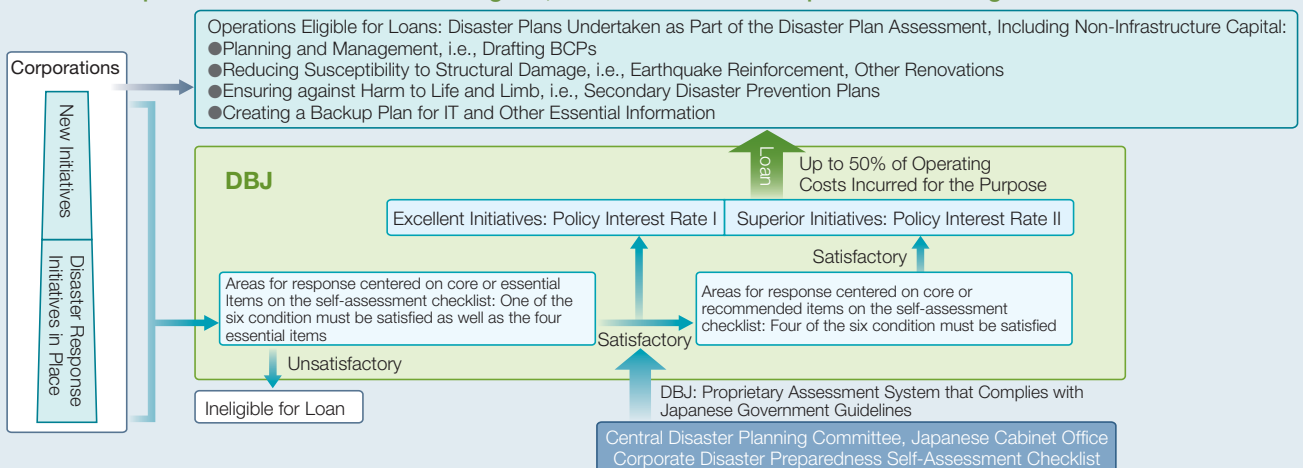 Operations Eligible for Loans: Disaster Plans Undertaken as Part of the Disaster Plan Assessment, Including Non-Infrastructure Capital:
●Planning and Management, i.e., Drafting BCPs
●Reducing Susceptibility to Structural Damage, i.e., Earthquake Reinforcement, Other Renovations
●Ensuring against Harm to Life and Limb, i.e., Secondary Disaster Prevention Plans
●Creating a Backup Plan for IT and Other Essential Information
Corporations
New Initiatives
Disaster Response
Initiatives in Place
DBJ
Loan
Up to 50% of Operating
Costs Incurred for the Purpose
Excellent Initiatives: Policy Interest Rate I
Superior Initiatives: Policy Interest Rate II
Satisfactory
Areas for response centered on core or essential
Items on the self-assessment checklist: One of the
six condition must be satisfied as well as the four
essential items
Satisfactory
Areas for response centered on core or
recommended items on the self-assessment
checklist: Four of the six condition must be satisfied
Unsatisfactory
Ineligible for Loan
DBJ: Proprietary Assessment System that Complies with
Japanese Government Guidelines
Central Disaster Planning Committee, Japanese Cabinet Office
Corporate Disaster Preparedness Self-Assessment Checklist